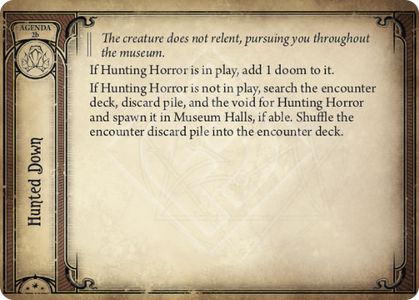 AGENDA
2b
Hunted Down
The creature does not relent, pursuing you throughout
the museum.
If Hunting Horror is in play, add 1 doom to it.
If Hunting Horror is not in play, search the encounter
deck, discard pile, and the void for Hunting Horror
and spawn it in Museum Halls, if able. Shuffle the
encounter discard pile into the encounter deck.